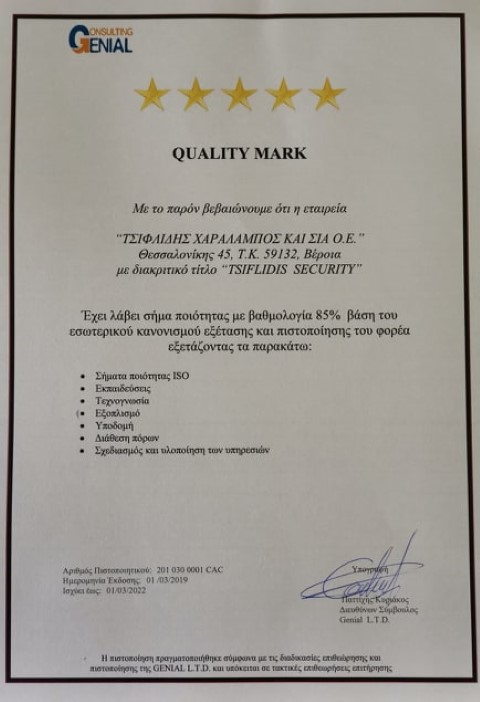 CONSULTING
GENIAL
QUALITY MARK
Με το παρόν βεβαιώνουμε ότι η εταιρεία
“ΤΣΙΦΛΙΔΗΣ ΧΑΡΑΛΑΜΠΟΣ ΚΑΙ ΣΙΑ Ο.Ε.”
Θεσσαλονίκης 45, Τ.Κ. 59132, Βέροια
με διακριτικό τίτλο “TSIFLIDIS SECURITY”
Έχει λάβει σήμα ποιότητας με βαθμολογία 85% βάση του
εσωτερικού κανονισμού εξέτασης και πιστοποίησης του φορέα
εξετάζοντας τα παρακάτω:
• Σήματα ποιότητας ISO
• Εκπαιδεύσεις
• Τεχνογνωσία
• Εξοπλισμό
• Υποδομή
• Διάθεση πόρων
• Σχεδιασμός και υλοποίηση των υπηρεσιών
Αριθμός Πιστοποιητικού: 201 030 0001 CAC
Ημερομηνία Έκδοσης: 01 /03/2019
Ισχύει έως: 01/03/2022
Υπογραφή
Παττίχης Κυριάκος
Διευθύνων Σύμβουλος
Genial L.T.D.
Η πιστοποίηση πραγματοποιήθηκε σύμφωνα με τις διαδικασίες επιθεώρησης και
πιστοποίησης της GENIAL L.T.D. και υπόκειται σε τακτικές επιθεωρήσεις επιτήρησης